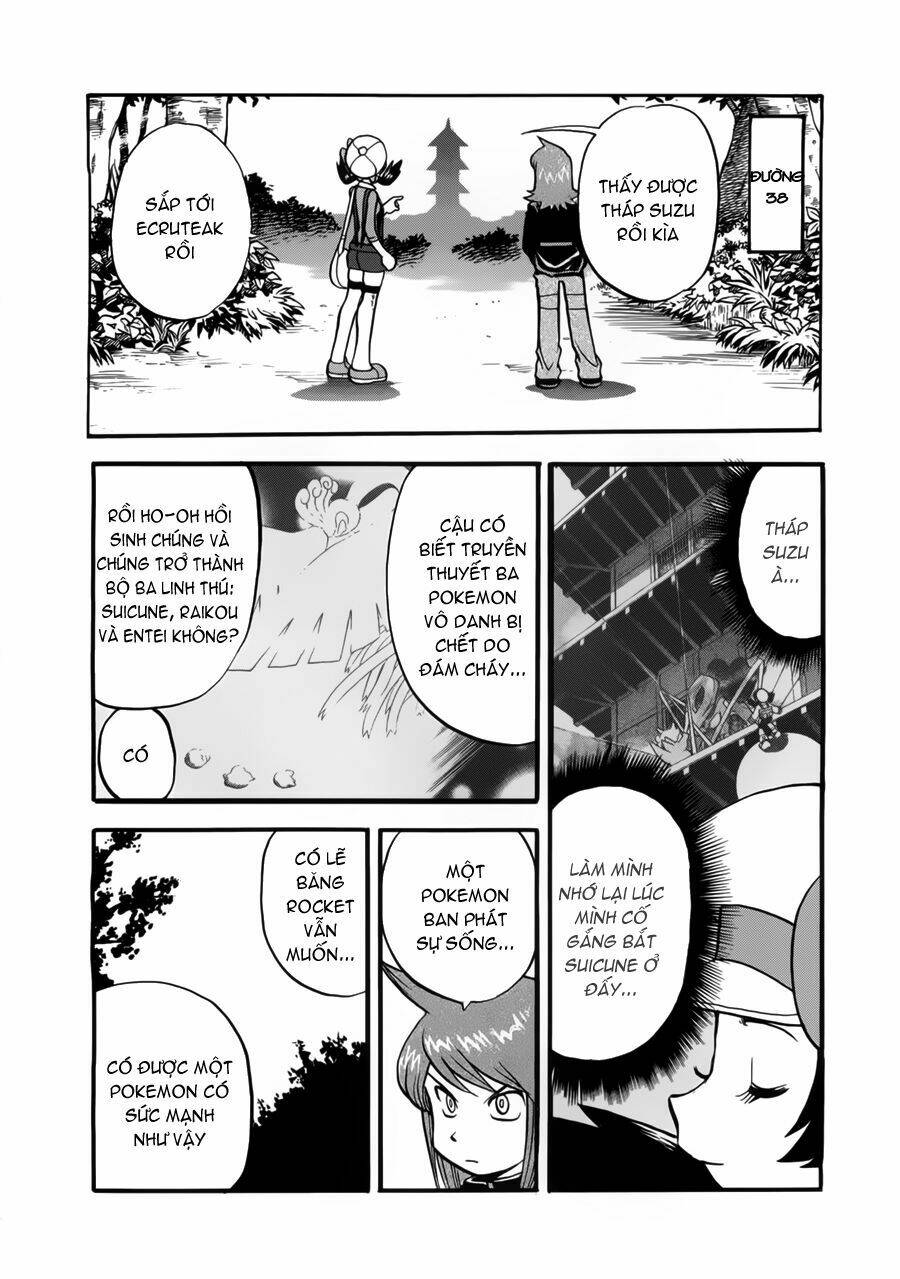 ĐƯỜNG
38
THẤY ĐƯỢC
THÁP SUZU
RỒI KÌA
SẮP TỚI
ECRUTEAK
RỒI
THÁP
SUZU
À...
LÀM MÌNH
NHỚ LẠI LÚC
MÌNH CỐ
GẮNG BẮT
SUICUNE Ở
ĐẤY...
CẬU CÓ
BIẾT TRUYỀN
THUYẾT BA
POKEMON
VÔ DANH BỊ
CHẾT DO
ĐÁM CHÁY...
RỒI HO-OH HỒI
SINH CHÚNG VÀ
CHÚNG TRỞ THÀNH
BỘ BA LINH THÚ:
SUICUNE, RAIKOU
VÀ ENTEI KHÔNG?
CÓ
MỘT
POKEMON
BAN PHÁT
SỰ SỐNG...
CÓ LẼ
BĂNG
ROCKET
VẪN
MUỐN...
CÓ ĐƯỢC MỘT
POKEMON CÓ
SỨC MẠNH
NHƯ VẬY